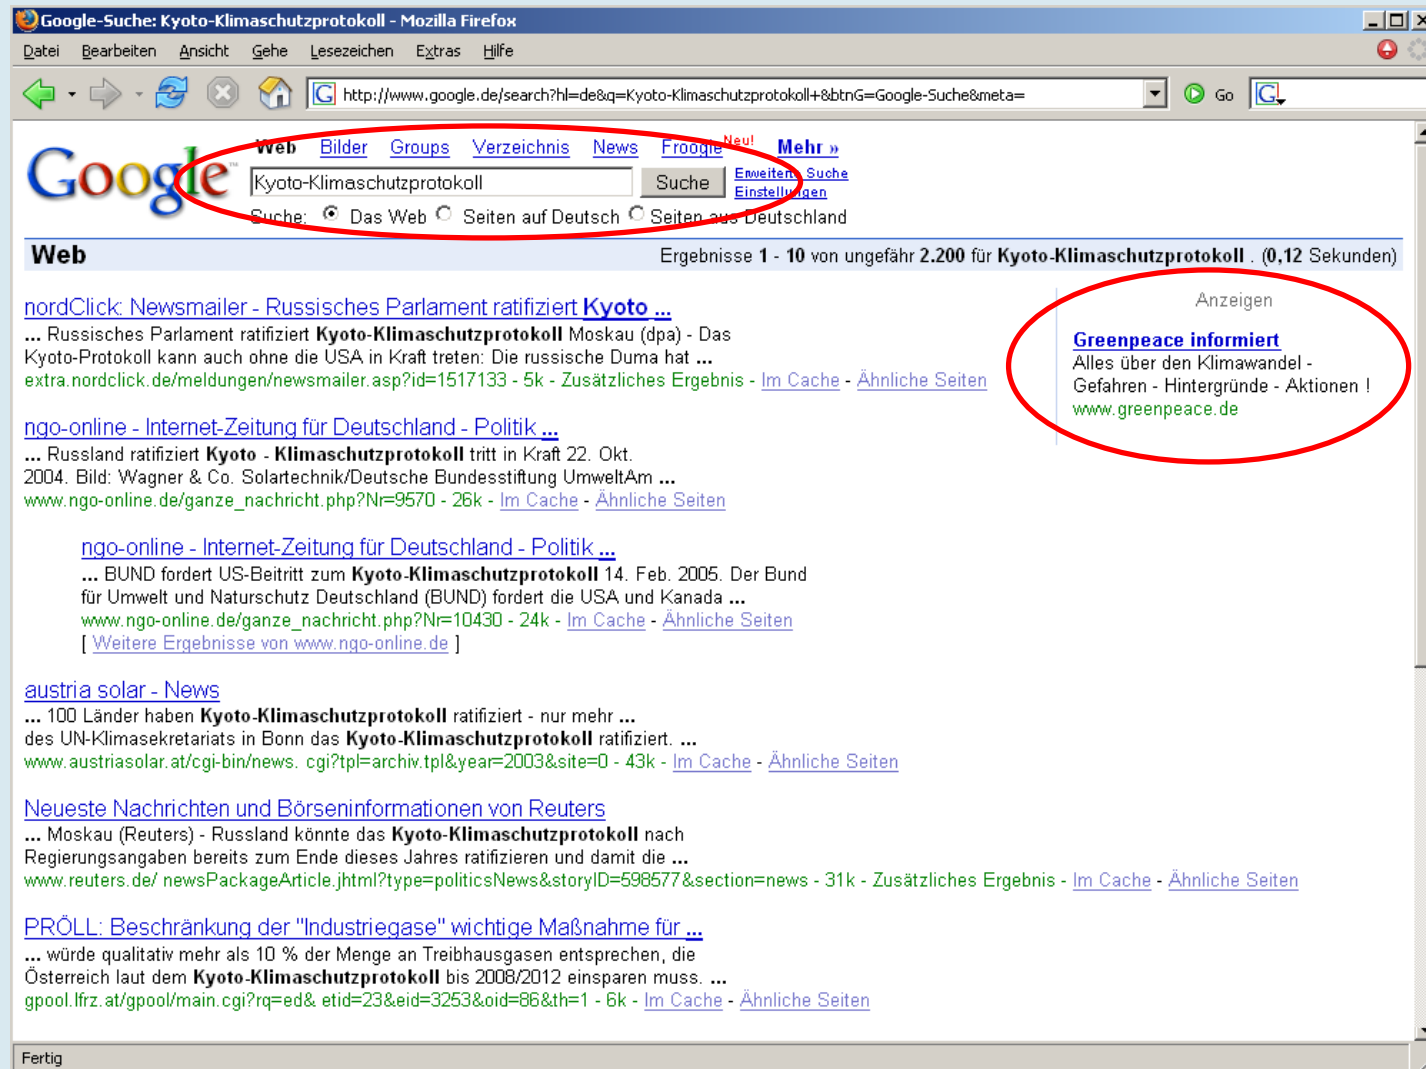 Google-Suche: Kyoto-Klimaschutzprotokoll - Mozilla Firefox
Datei Bearbeiten Ansicht Gehe Lesezeichen Extras Hilfe
http://www.google.de/search?hl=de&q=Kyoto-Klimaschutzprotokoll+&btnG=Google-Suche&meta= Go
Google™
Web Bilder Groups Verzeichnis News Froogle Neu! Mehr »
Kyoto-Klimaschutzprotokoll Suche Erweiterte Suche
Einstellungen
Suche: Das Web Seiten auf Deutsch Seiten aus Deutschland
Web Ergebnisse 1 - 10 von ungefähr 2.200 für Kyoto-Klimaschutzprotokoll . (0,12 Sekunden)
nordClick: Newsmailer - Russisches Parlament ratifiziert Kyoto ...
... Russisches Parlament ratifiziert Kyoto-Klimaschutzprotokoll Moskau (dpa) - Das
Kyoto-Protokoll kann auch ohne die USA in Kraft treten: Die russische Duma hat ...
extra.nordclick.de/meldungen/newsmailer.asp?id=1517133 - 5k - Zusätzliches Ergebnis - Im Cache - Ähnliche Seiten
ngo-online - Internet-Zeitung für Deutschland - Politik ...
... Russland ratifiziert Kyoto - Klimaschutzprotokoll tritt in Kraft 22. Okt.
2004. Bild: Wagner & Co. Solartechnik/Deutsche Bundesstiftung UmweltAm ...
www.ngo-online.de/ganze_nachricht.php?Nr=9570 - 26k - Im Cache - Ähnliche Seiten
ngo-online - Internet-Zeitung für Deutschland - Politik ...
... BUND fordert US-Beitritt zum Kyoto-Klimaschutzprotokoll 14. Feb. 2005. Der Bund
für Umwelt und Naturschutz Deutschland (BUND) fordert die USA und Kanada ...
www.ngo-online.de/ganze_nachricht.php?Nr=10430 - 24k - Im Cache - Ähnliche Seiten
[ Weitere Ergebnisse von www.ngo-online.de ]
austria solar - News
... 100 Länder haben Kyoto-Klimaschutzprotokoll ratifiziert - nur mehr ...
des UN-Klimasekretariats in Bonn das Kyoto-Klimaschutzprotokoll ratifiziert. ...
www.austriasolar.at/cgi-bin/news. cgi?tpl=archiv.tpl&year=2003&site=0 - 43k - Im Cache - Ähnliche Seiten
Neueste Nachrichten und Börseninformationen von Reuters
... Moskau (Reuters) - Russland könnte das Kyoto-Klimaschutzprotokoll nach
Regierungsangaben bereits zum Ende dieses Jahres ratifizieren und damit die ...
www.reuters.de/ newsPackageArticle.jhtml?type=politicsNews&storyID=598577&section=news - 31k - Zusätzliches Ergebnis - Im Cache - Ähnliche Seiten
PRÖLL: Beschränkung der "Industriegase" wichtige Maßnahme für ...
... würde qualitativ mehr als 10 % der Menge an Treibhausgasen entsprechen, die
Österreich laut dem Kyoto-Klimaschutzprotokoll bis 2008/2012 einsparen muss. ...
gpool.lfrz.at/gpool/main.cgi?rq=ed& etid=23&eid=3253&oid=86&th=1 - 6k - Im Cache - Ähnliche Seiten
Anzeigen
Greenpeace informiert
Alles über den Klimawandel -
Gefahren - Hintergründe - Aktionen !
www.greenpeace.de
Fertig